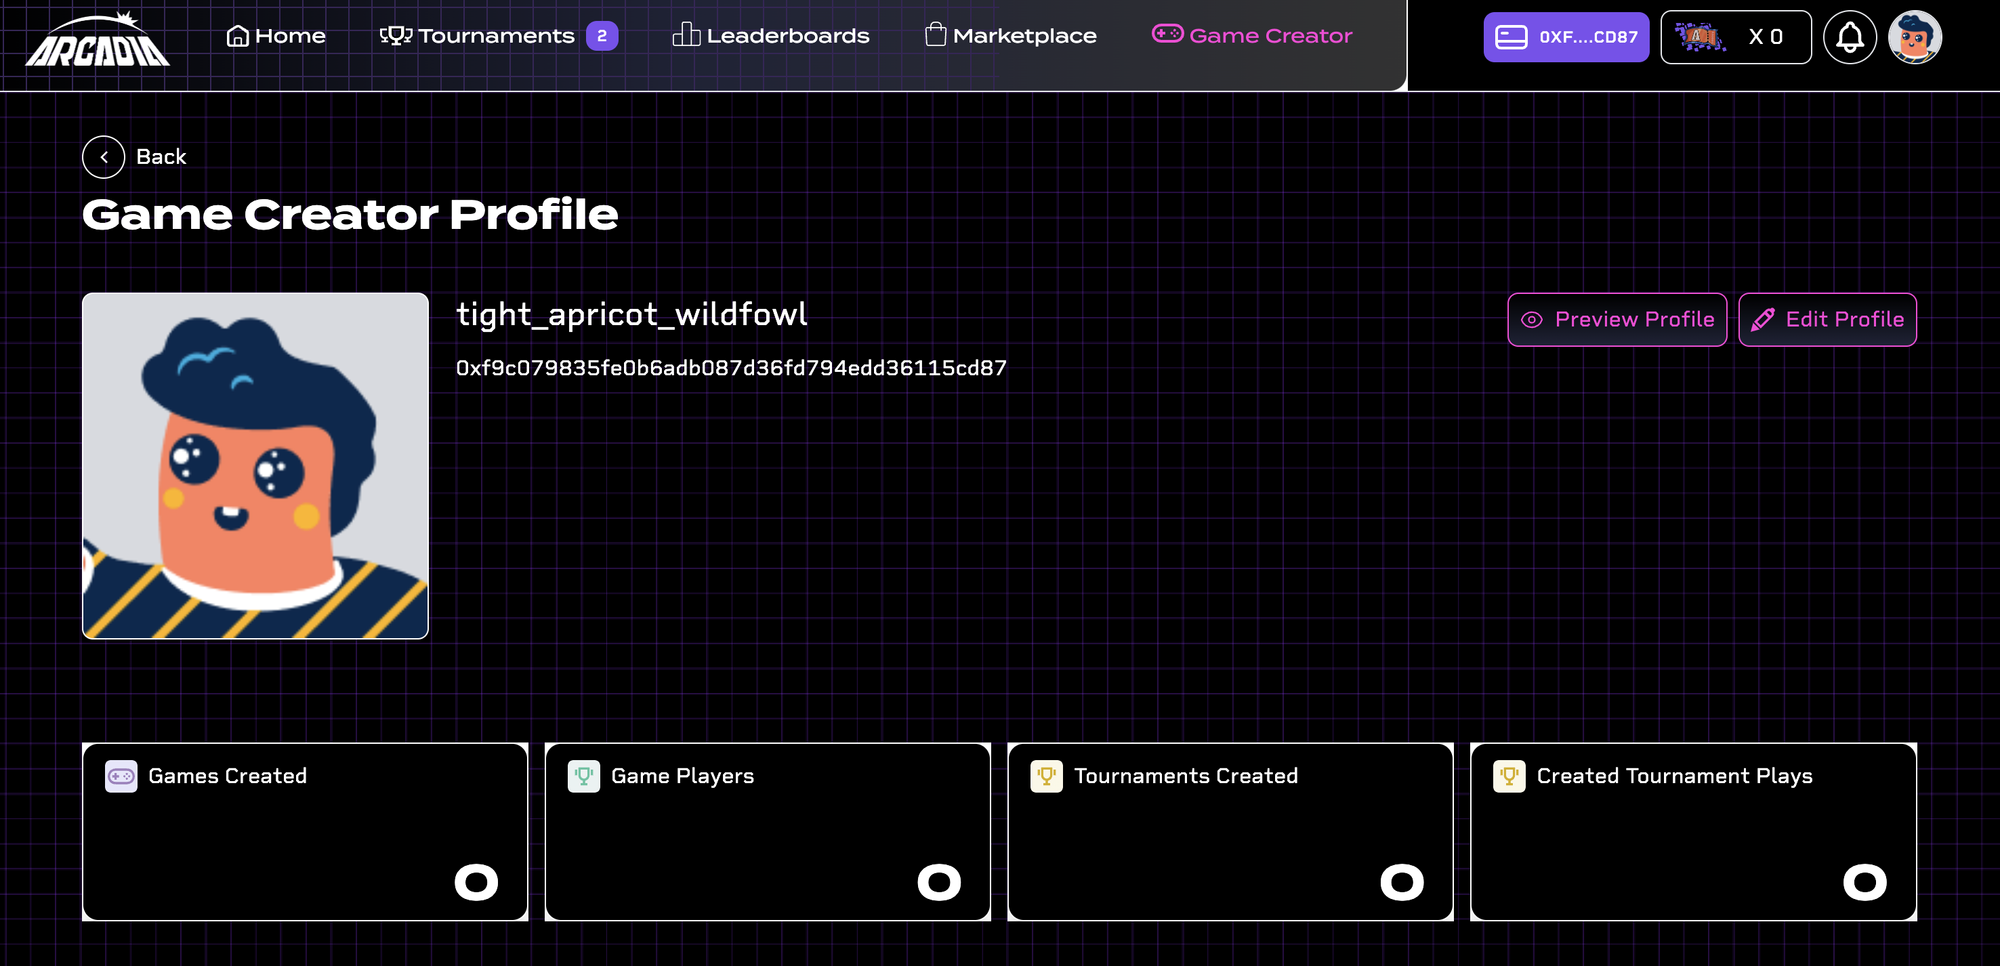 ARCADIA
Home
Tournaments 2
Leaderboards
Marketplace
Game Creator
0XF....CD87
X 0
Back
Game Creator Profile
tight_apricot_wildfowl
0xf9c079835fe0b6adb087d36fd794edd36115cd87
Preview Profile
Edit Profile
Games Created
0
Game Players
0
Tournaments Created
0
Created Tournament Plays
0